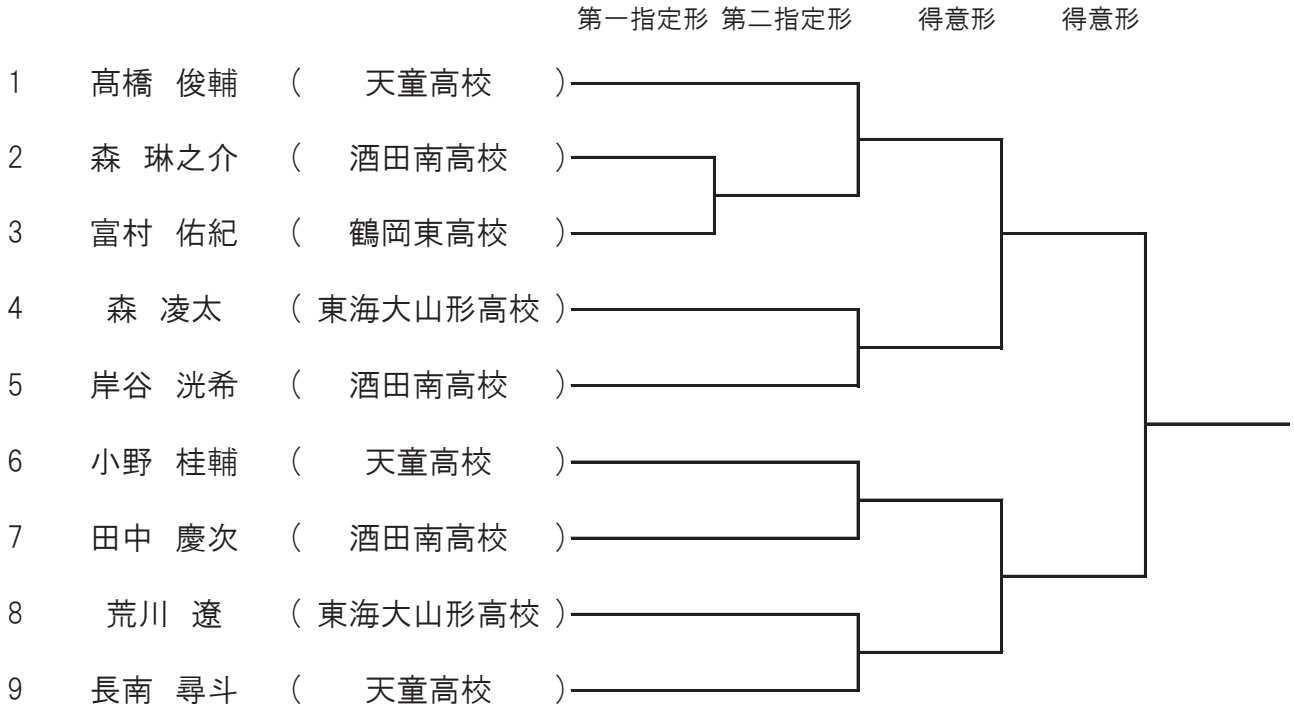 第一指定形 第二指定形 得意形 得意形
1 髙橋 俊輔 ( 天童高校 )
2 森 琳之介 ( 酒田南高校 )
3 富村 佑紀 ( 鶴岡東高校 )
4 森 凌太 ( 東海大山形高校 )
5 岸谷 洸希 ( 酒田南高校 )
6 小野 桂輔 ( 天童高校 )
7 田中 慶次 ( 酒田南高校 )
8 荒川 遼 ( 東海大山形高校 )
9 長南 尋斗 ( 天童高校 )